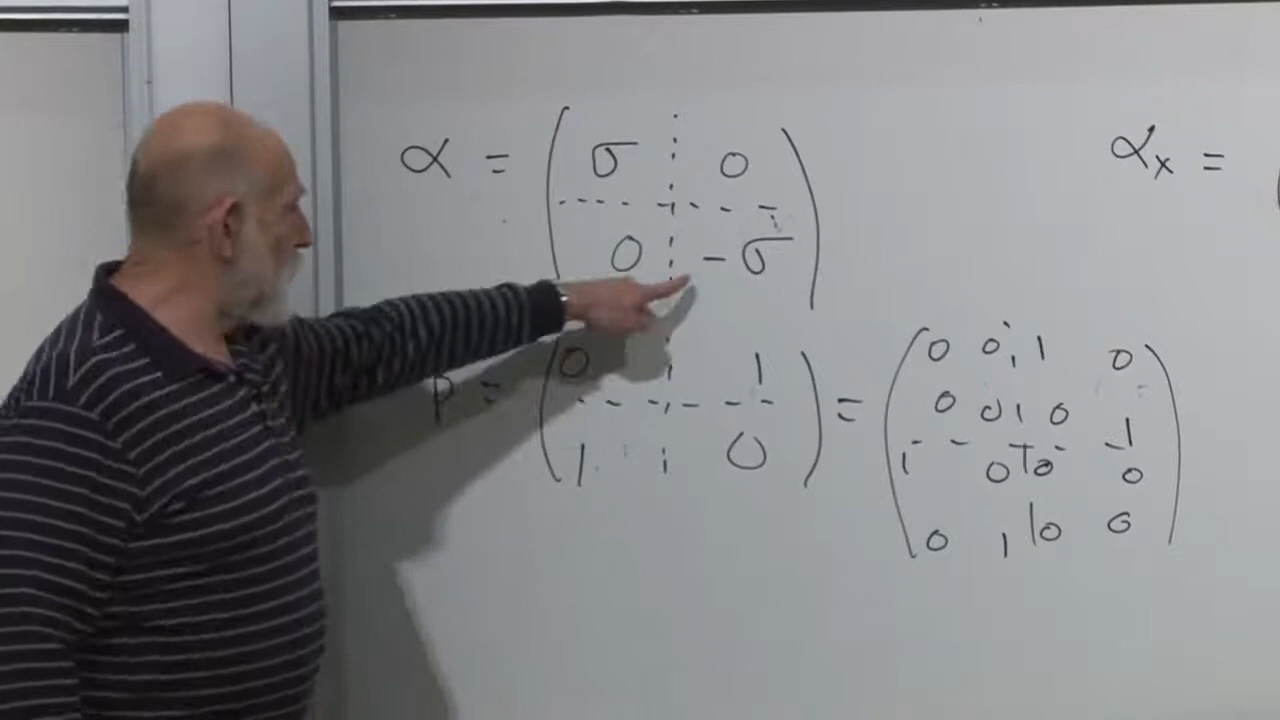 α = ( σ 0 αₓ =
0 -σ )
β = ( 0 1 = ( 0 0 1 0
1 0 ) 0 0 0 1
1 0 0 0
0 1 0 0 )